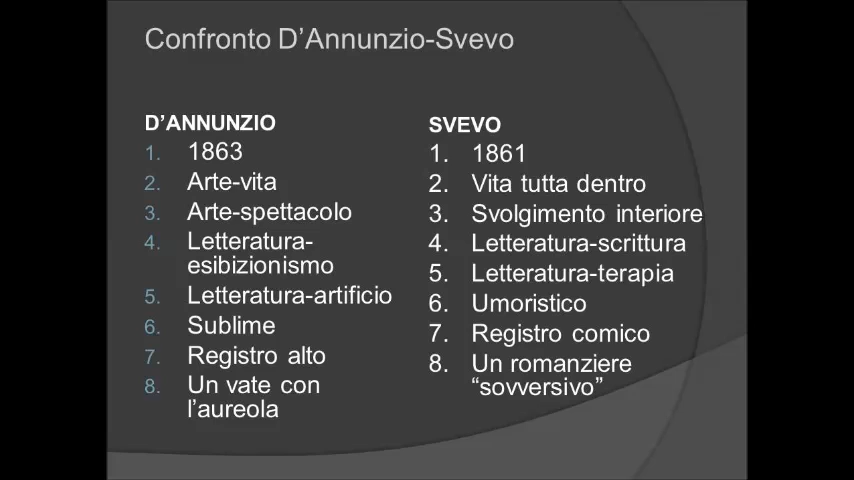 Confronto D’Annunzio-Svevo
D’ANNUNZIO
1. 1863
2. Arte-vita
3. Arte-spettacolo
4. Letteratura-
esibizionismo
5. Letteratura-artificio
6. Sublime
7. Registro alto
8. Un vate con
l’aureola
SVEVO
1. 1861
2. Vita tutta dentro
3. Svolgimento interiore
4. Letteratura-scrittura
5. Letteratura-terapia
6. Umoristico
7. Registro comico
8. Un romanziere
“sovversivo”